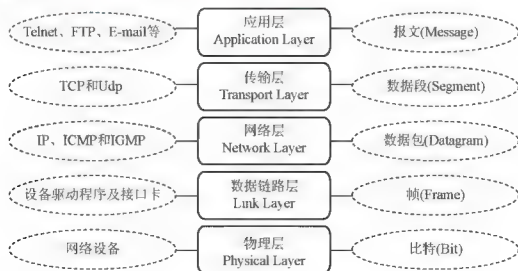 Telnet、FTP、E-mail等
应用层
Application Layer
报文(Message)
TCP和Udp
传输层
Transport Layer
数据段(Segment)
IP、ICMP和IGMP
网络层
Network Layer
数据包(Datagram)
设备驱动程序及接口卡
数据链路层
Link Layer
帧(Frame)
网络设备
物理层
Physical Layer
比特(Bit)